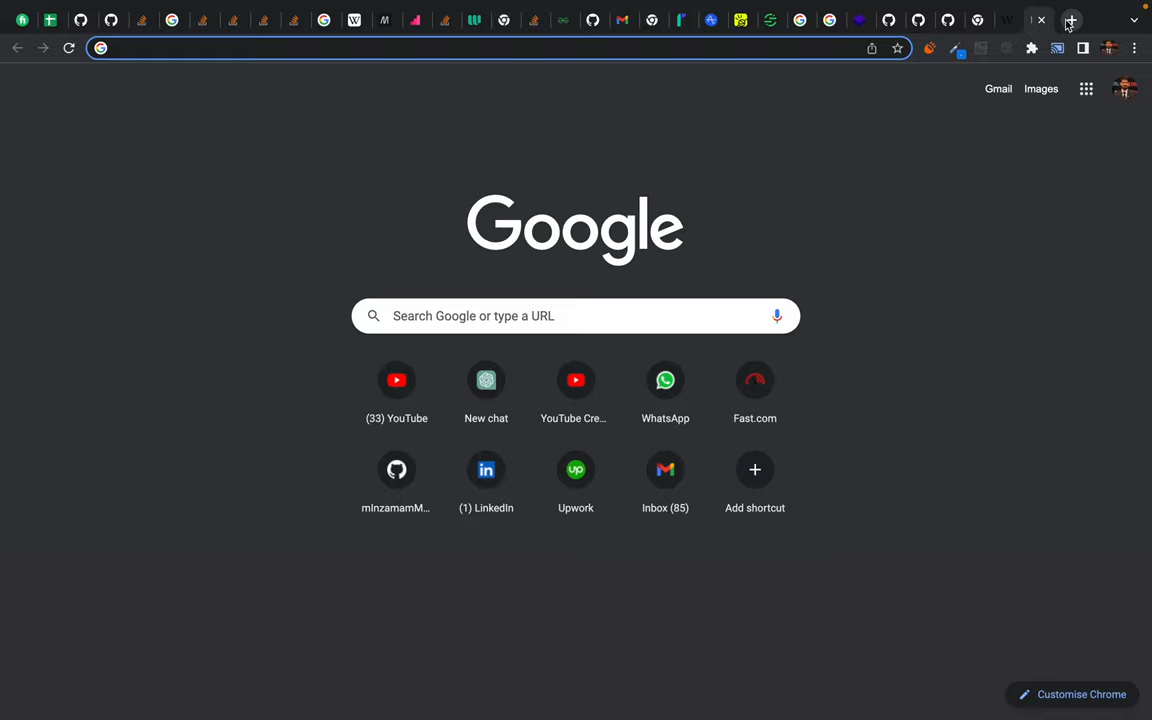 Gmail Images
Google
Search Google or type a URL
(33) YouTube New chat YouTube Cre... WhatsApp Fast.com
mInzamamM... (1) LinkedIn Upwork Inbox (85) Add shortcut
Customise Chrome